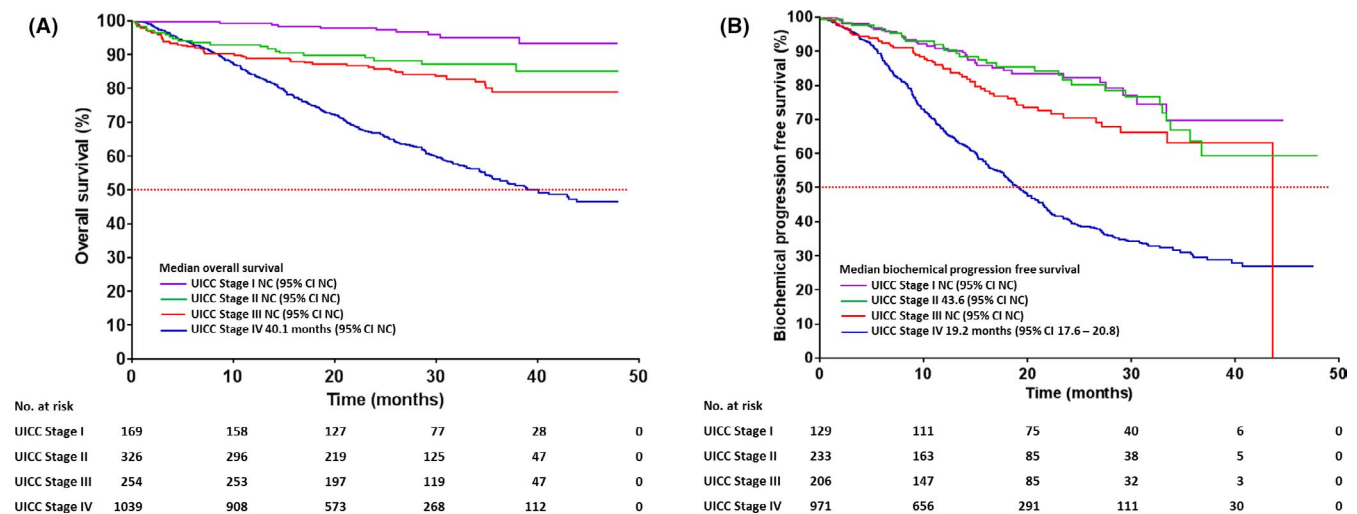 (A)
Overall survival (%)
100
90
80
70
60
50
40
30
20
10
0
Median overall survival
UICC Stage I NC (95% CI NC)
UICC Stage II NC (95% CI NC)
UICC Stage III NC (95% CI NC)
UICC Stage IV 40.1 months (95% CI NC)
0 10 20 30 40 50
Time (months)
No. at risk
UICC Stage I 169 158 127 77 28 0
UICC Stage II 326 296 219 125 47 0
UICC Stage III 254 253 197 119 47 0
UICC Stage IV 1039 908 573 268 112 0
(B)
Biochemical progression free survival (%)
100
90
80
70
60
50
40
30
20
10
0
Median biochemical progression free survival
UICC Stage I NC (95% CI NC)
UICC Stage II 43.6 (95% CI NC)
UICC Stage III NC (95% CI NC)
UICC Stage IV 19.2 months (95% CI 17.6 – 20.8)
0 10 20 30 40 50
Time (months)
No. at risk
UICC Stage I 129 111 75 40 6 0
UICC Stage II 233 163 85 38 5 0
UICC Stage III 206 147 85 32 3 0
UICC Stage IV 971 656 291 111 30 0